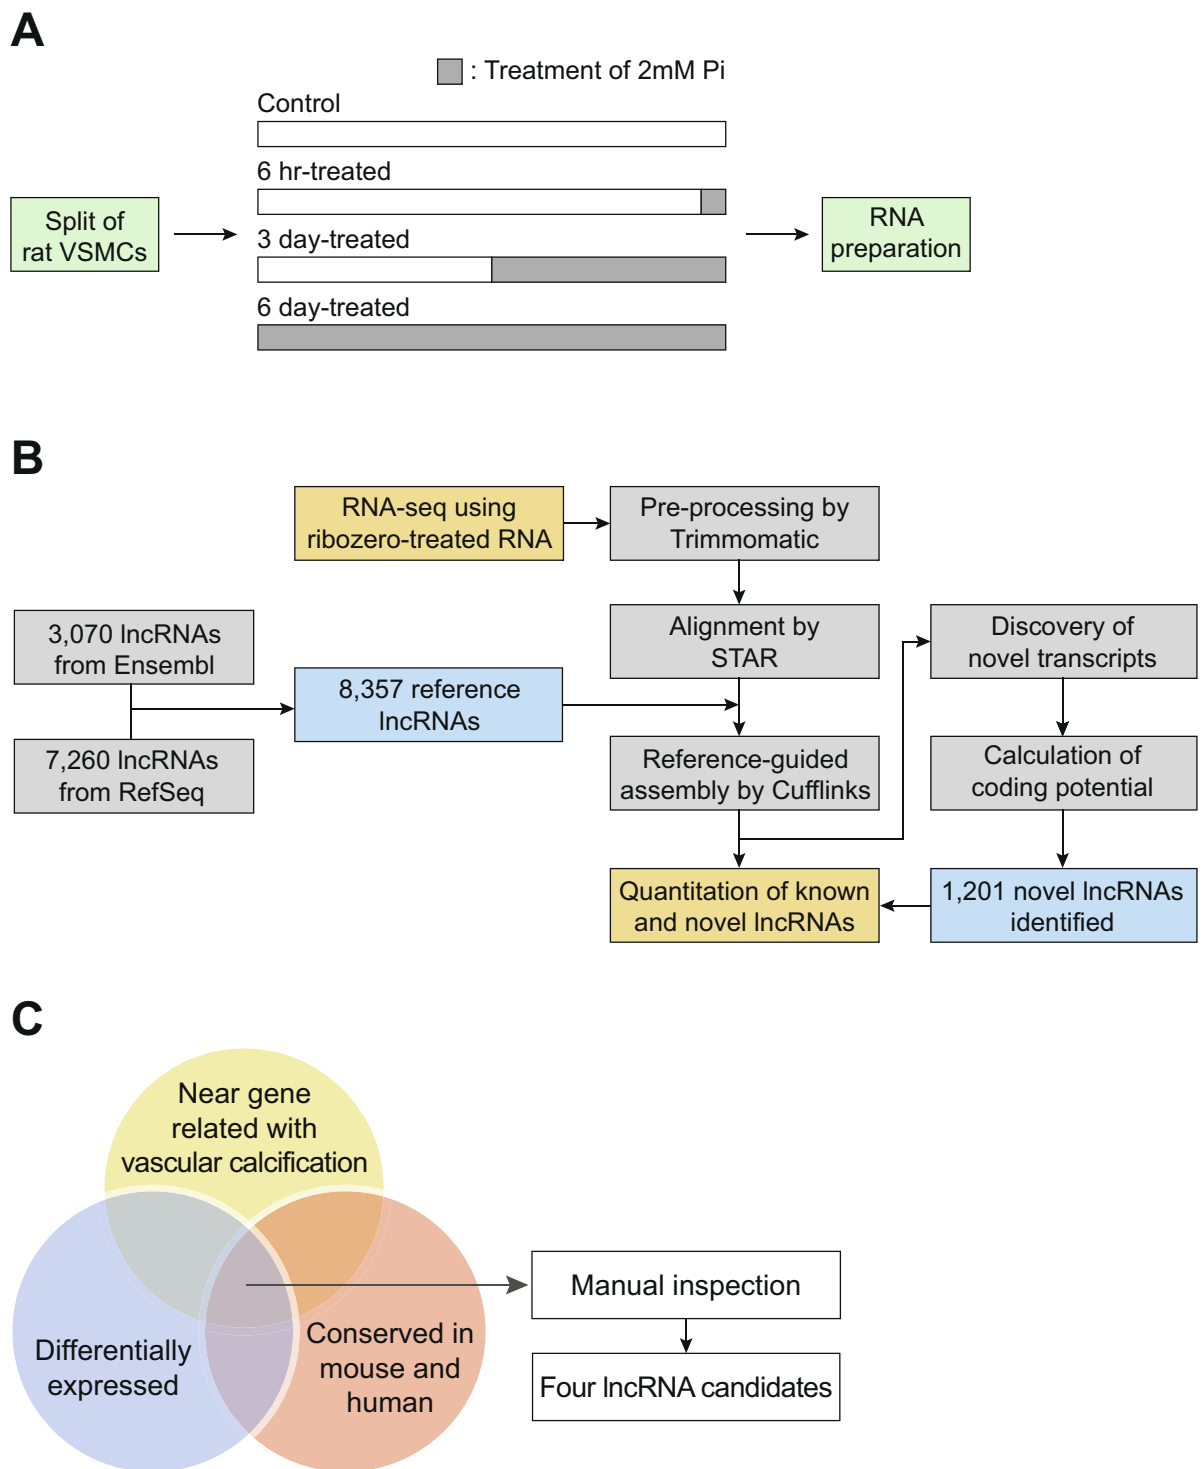 A
: Treatment of 2mM Pi
Control
6 hr-treated
3 day-treated
6 day-treated
Split of
rat VSMCs
RNA
preparation
B
RNA-seq using
ribozero-treated RNA
Pre-processing by
Trimmomatic
3,070 lncRNAs
from Ensembl
Alignment by
STAR
Discovery of
novel transcripts
8,357 reference
lncRNAs
7,260 lncRNAs
from RefSeq
Reference-guided
assembly by Cufflinks
Calculation of
coding potential
Quantitation of known
and novel lncRNAs
1,201 novel lncRNAs
identified
C
Near gene
related with
vascular calcification
Differentially
expressed
Conserved in
mouse and
human
Manual inspection
Four lncRNA candidates